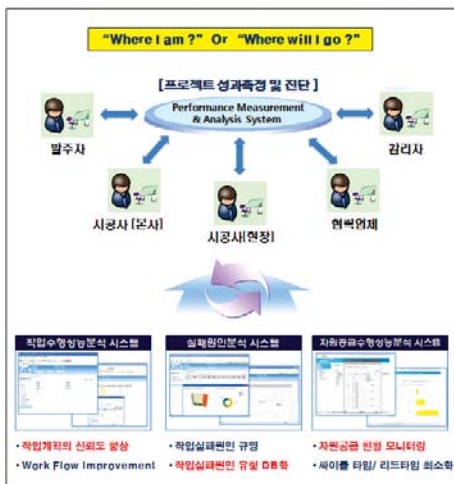 “Where I am ?” Or “Where will I go ?”
[프로젝트 성과측정 및 진단 ]
Performance Measurement
& Analysis System
발주자
감리자
시공사 [본사]
시공사[현장]
협력업체
작업수행성능분석 시스템
실패원인분석 시스템
자원공급수행성능분석 시스템
•작업계획의 신뢰도 향상
•Work Flow Improvement
•작업실패원인 규명
•작업실패원인 유형 DB화
•자원공급 현황 모니터링
•싸이클 타임/ 리드타임 최소화